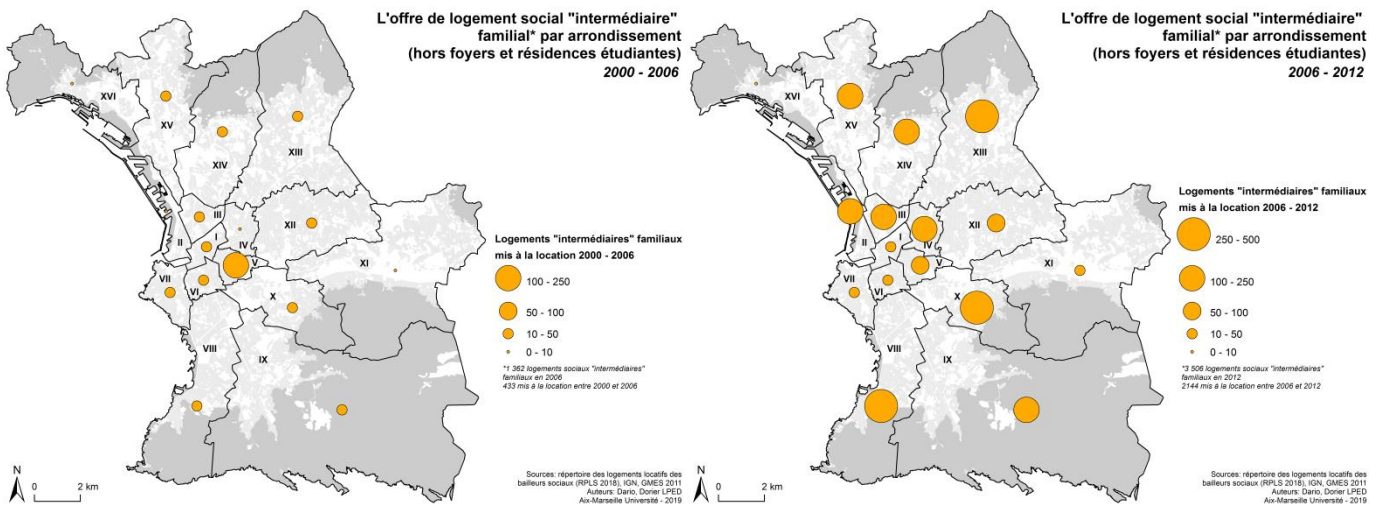 L'offre de logement social "intermédiaire"
familial* par arrondissement
(hors foyers et résidences étudiantes)
2000 - 2006
XVI
XV
XIV
XIII
III
XII
II
I
IV
V
XI
VII
VI
X
VIII
IX
Logements "intermédiaires" familiaux
mis à la location 2000 - 2006
100 - 250
50 - 100
10 - 50
0 - 10
*1 362 logements sociaux "intermédiaires"
familiaux en 2006
433 mis à la location entre 2000 et 2006
N
0 2 km
Sources: répertoire des logements locatifs des
bailleurs sociaux (RPLS 2018), IGN, GMES 2011
Auteurs: Dario, Dorier LPED
Aix-Marseille Université - 2019
L'offre de logement social "intermédiaire"
familial* par arrondissement
(hors foyers et résidences étudiantes)
2006 - 2012
XVI
XV
XIV
XIII
III
XII
II
I
IV
V
XI
VII
VI
X
VIII
IX
Logements "intermédiaires" familiaux
mis à la location 2006 - 2012
250 - 500
100 - 250
50 - 100
10 - 50
0 - 10
*3 506 logements sociaux "intermédiaires"
familiaux en 2012
2144 mis à la location entre 2006 et 2012
N
0 2 km
Sources: répertoire des logements locatifs des
bailleurs sociaux (RPLS 2018), IGN, GMES 2011
Auteurs: Dario, Dorier LPED
Aix-Marseille Université - 2019